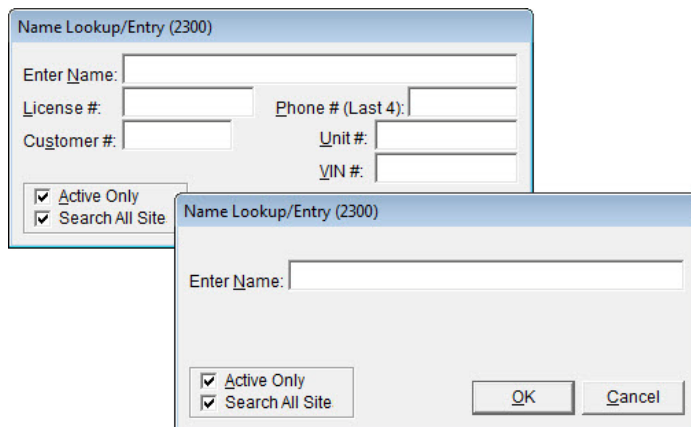 Name Lookup/Entry (2300)
Enter Name:
License #: Phone # (Last 4):
Customer #: Unit #:
VIN #:
Active Only
Search All Site
Name Lookup/Entry (2300)
Enter Name:
Active Only
Search All Site
OK Cancel